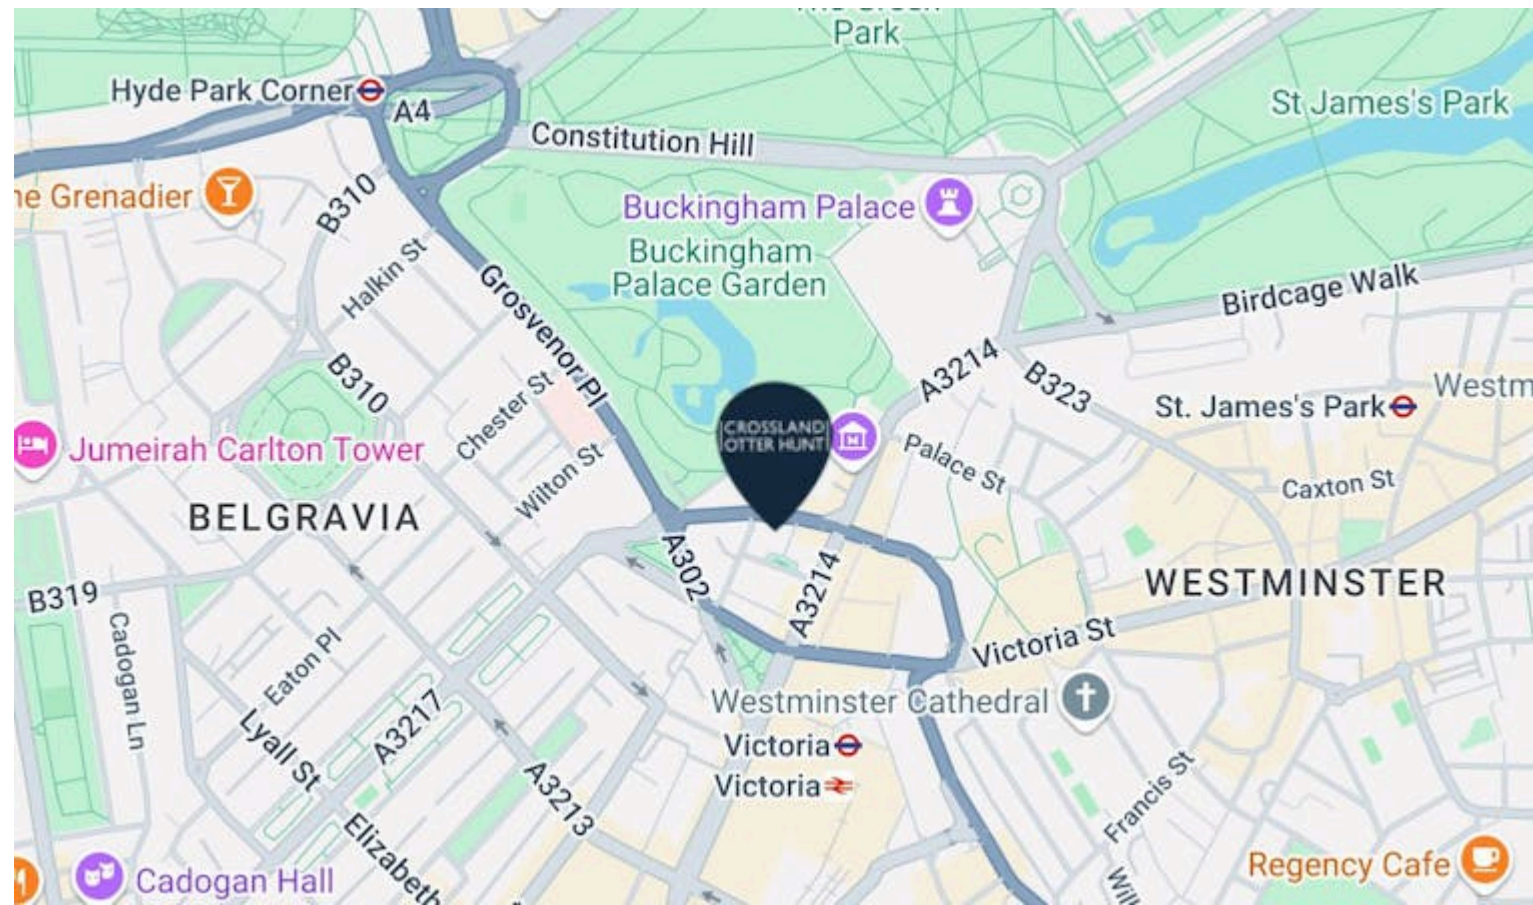 Park
Hyde Park Corner
A4
St James's Park
Constitution Hill
he Grenadier
B310
Buckingham Palace
Halkin St
Buckingham
Palace Garden
Grosvenor Pl
Birdcage Walk
B310
A3214
B323
Chester St
St. James's Park
Westm
CROSSLAND
OTTER HUNT
Jumeirah Carlton Tower
Wilton St
Palace St
Caxton St
BELGRAVIA
A302
A3214
WESTMINSTER
B319
Cadogan Ln
Eaton Pl
Victoria St
Westminster Cathedral
Lyall St
A3217
Victoria
Victoria
A3213
Francis St
Elizabeth
Regency Cafe
Cadogan Hall
Will